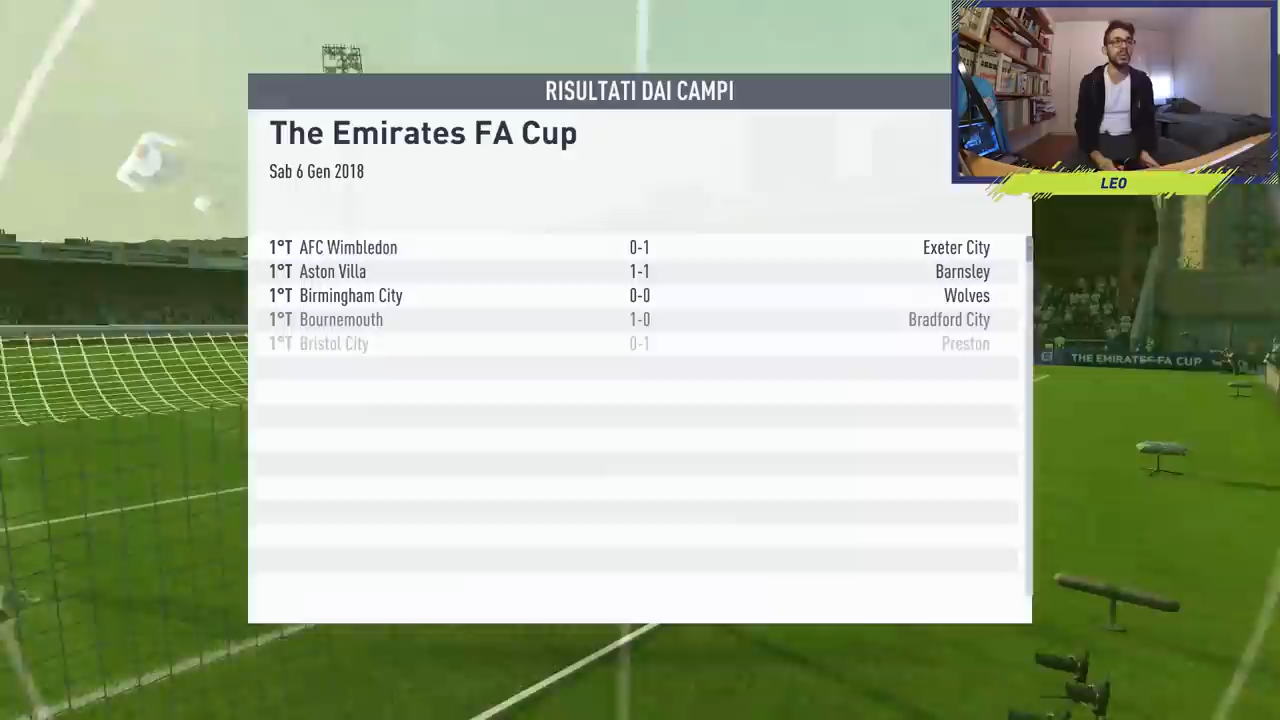 RISULTATI DAI CAMPI
The Emirates FA Cup
Sab 6 Gen 2018
LEO
1°T AFC Wimbledon 0-1 Exeter City
1°T Aston Villa 1-1 Barnsley
1°T Birmingham City 0-0 Wolves
1°T Bournemouth 1-0 Bradford City
1°T Bristol City 0-1 Preston
THE EMIRATES FA CUP